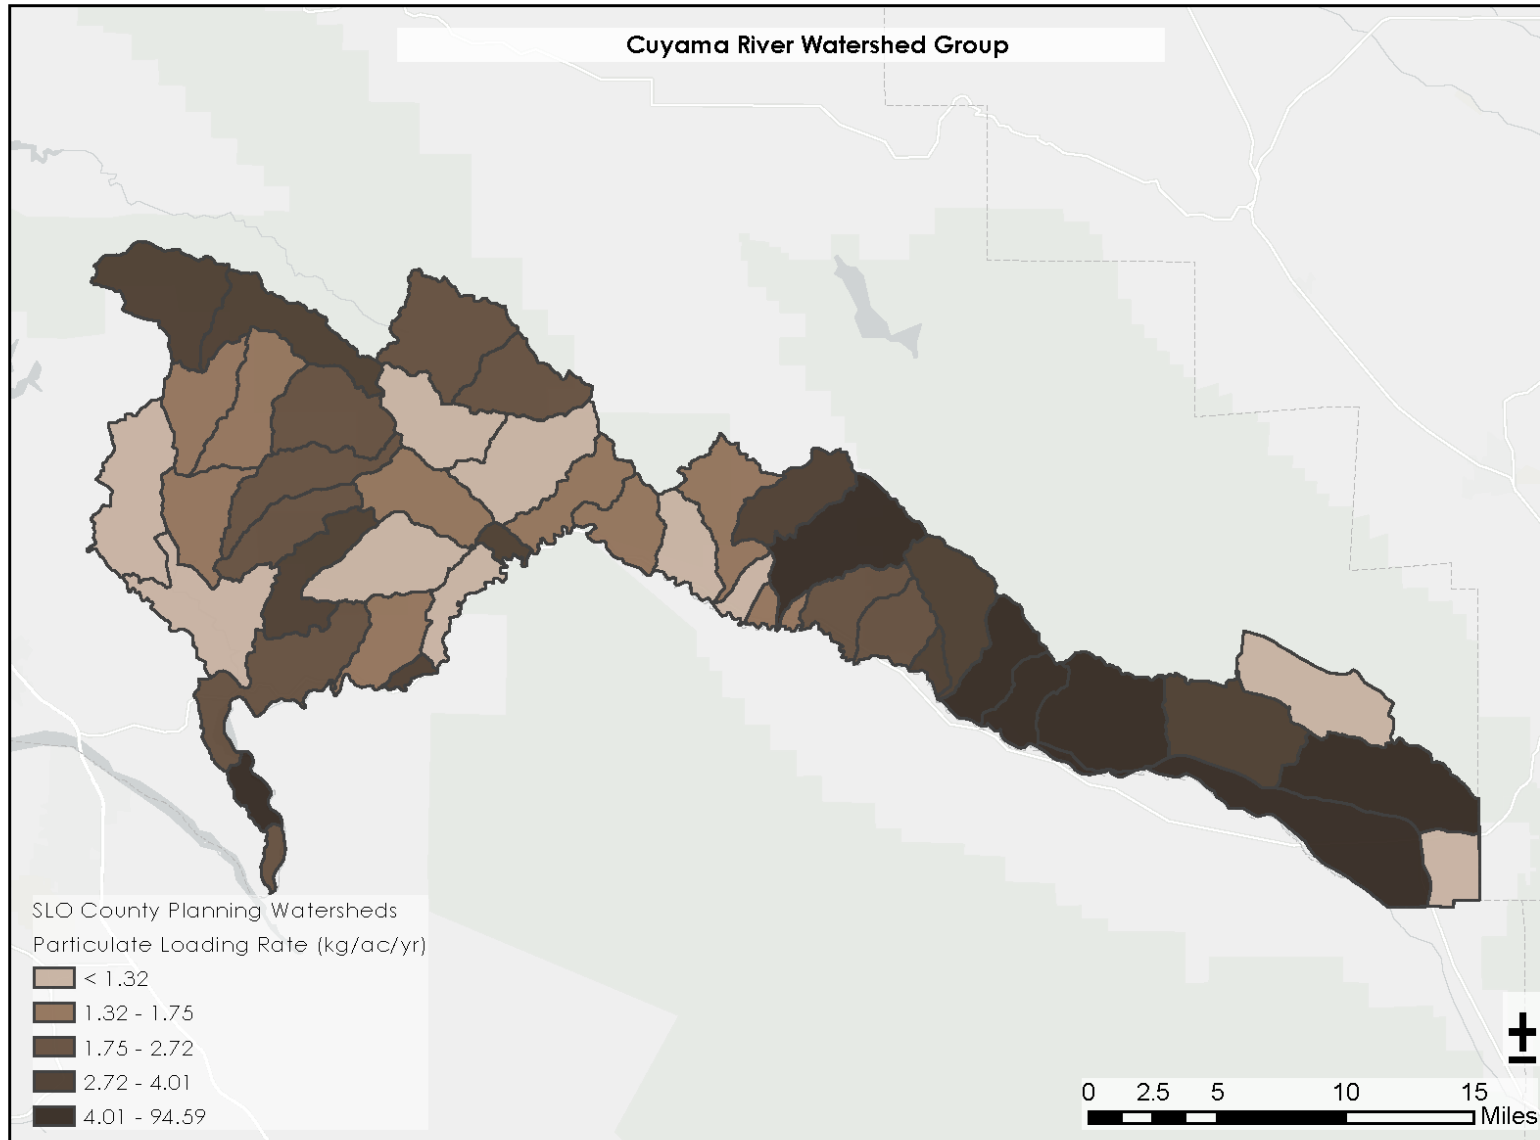 Cuyama River Watershed Group
SLO County Planning Watersheds
Particulate Loading Rate (kg/ac/yr)
< 1.32
1.32 - 1.75
1.75 - 2.72
2.72 - 4.01
4.01 - 94.59
0 2.5 5 10 15
Miles